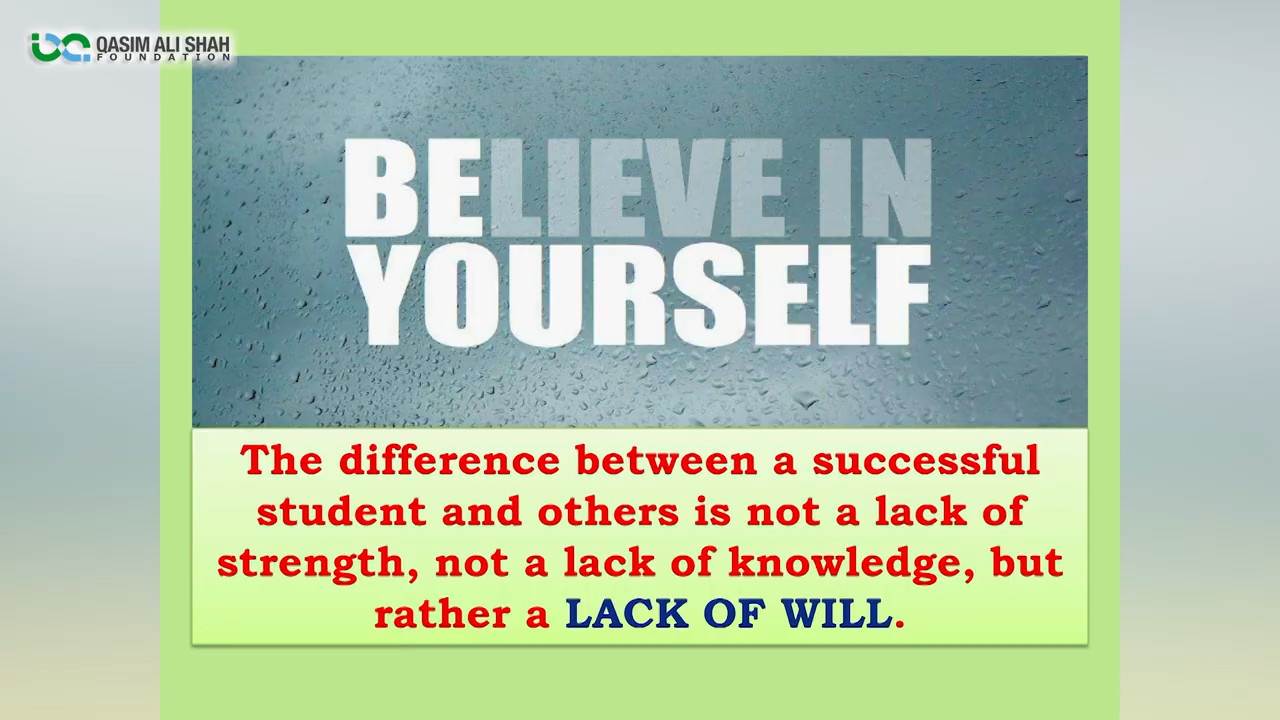 QASIM ALI SHAH
FOUNDATION
BELIEVE IN
YOURSELF
The difference between a successful
student and others is not a lack of
strength, not a lack of knowledge, but
rather a LACK OF WILL.